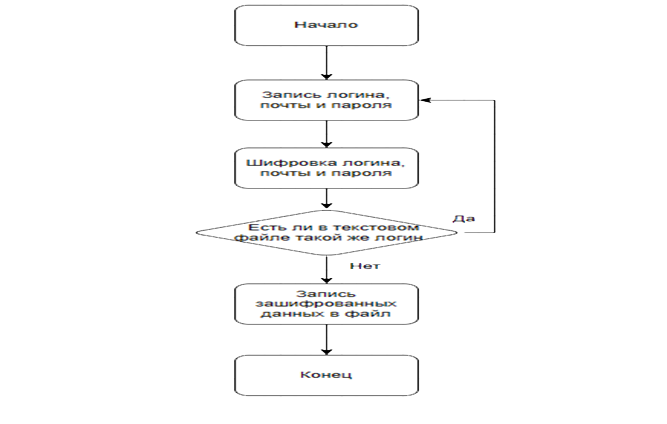 Начало
Запись логина,
почты и пароля
Шифровка логина,
почты и пароля
Да
Есть ли в текстовом
файле такой же логин
Нет
Запись
зашифрованных
данных в файл
Конец